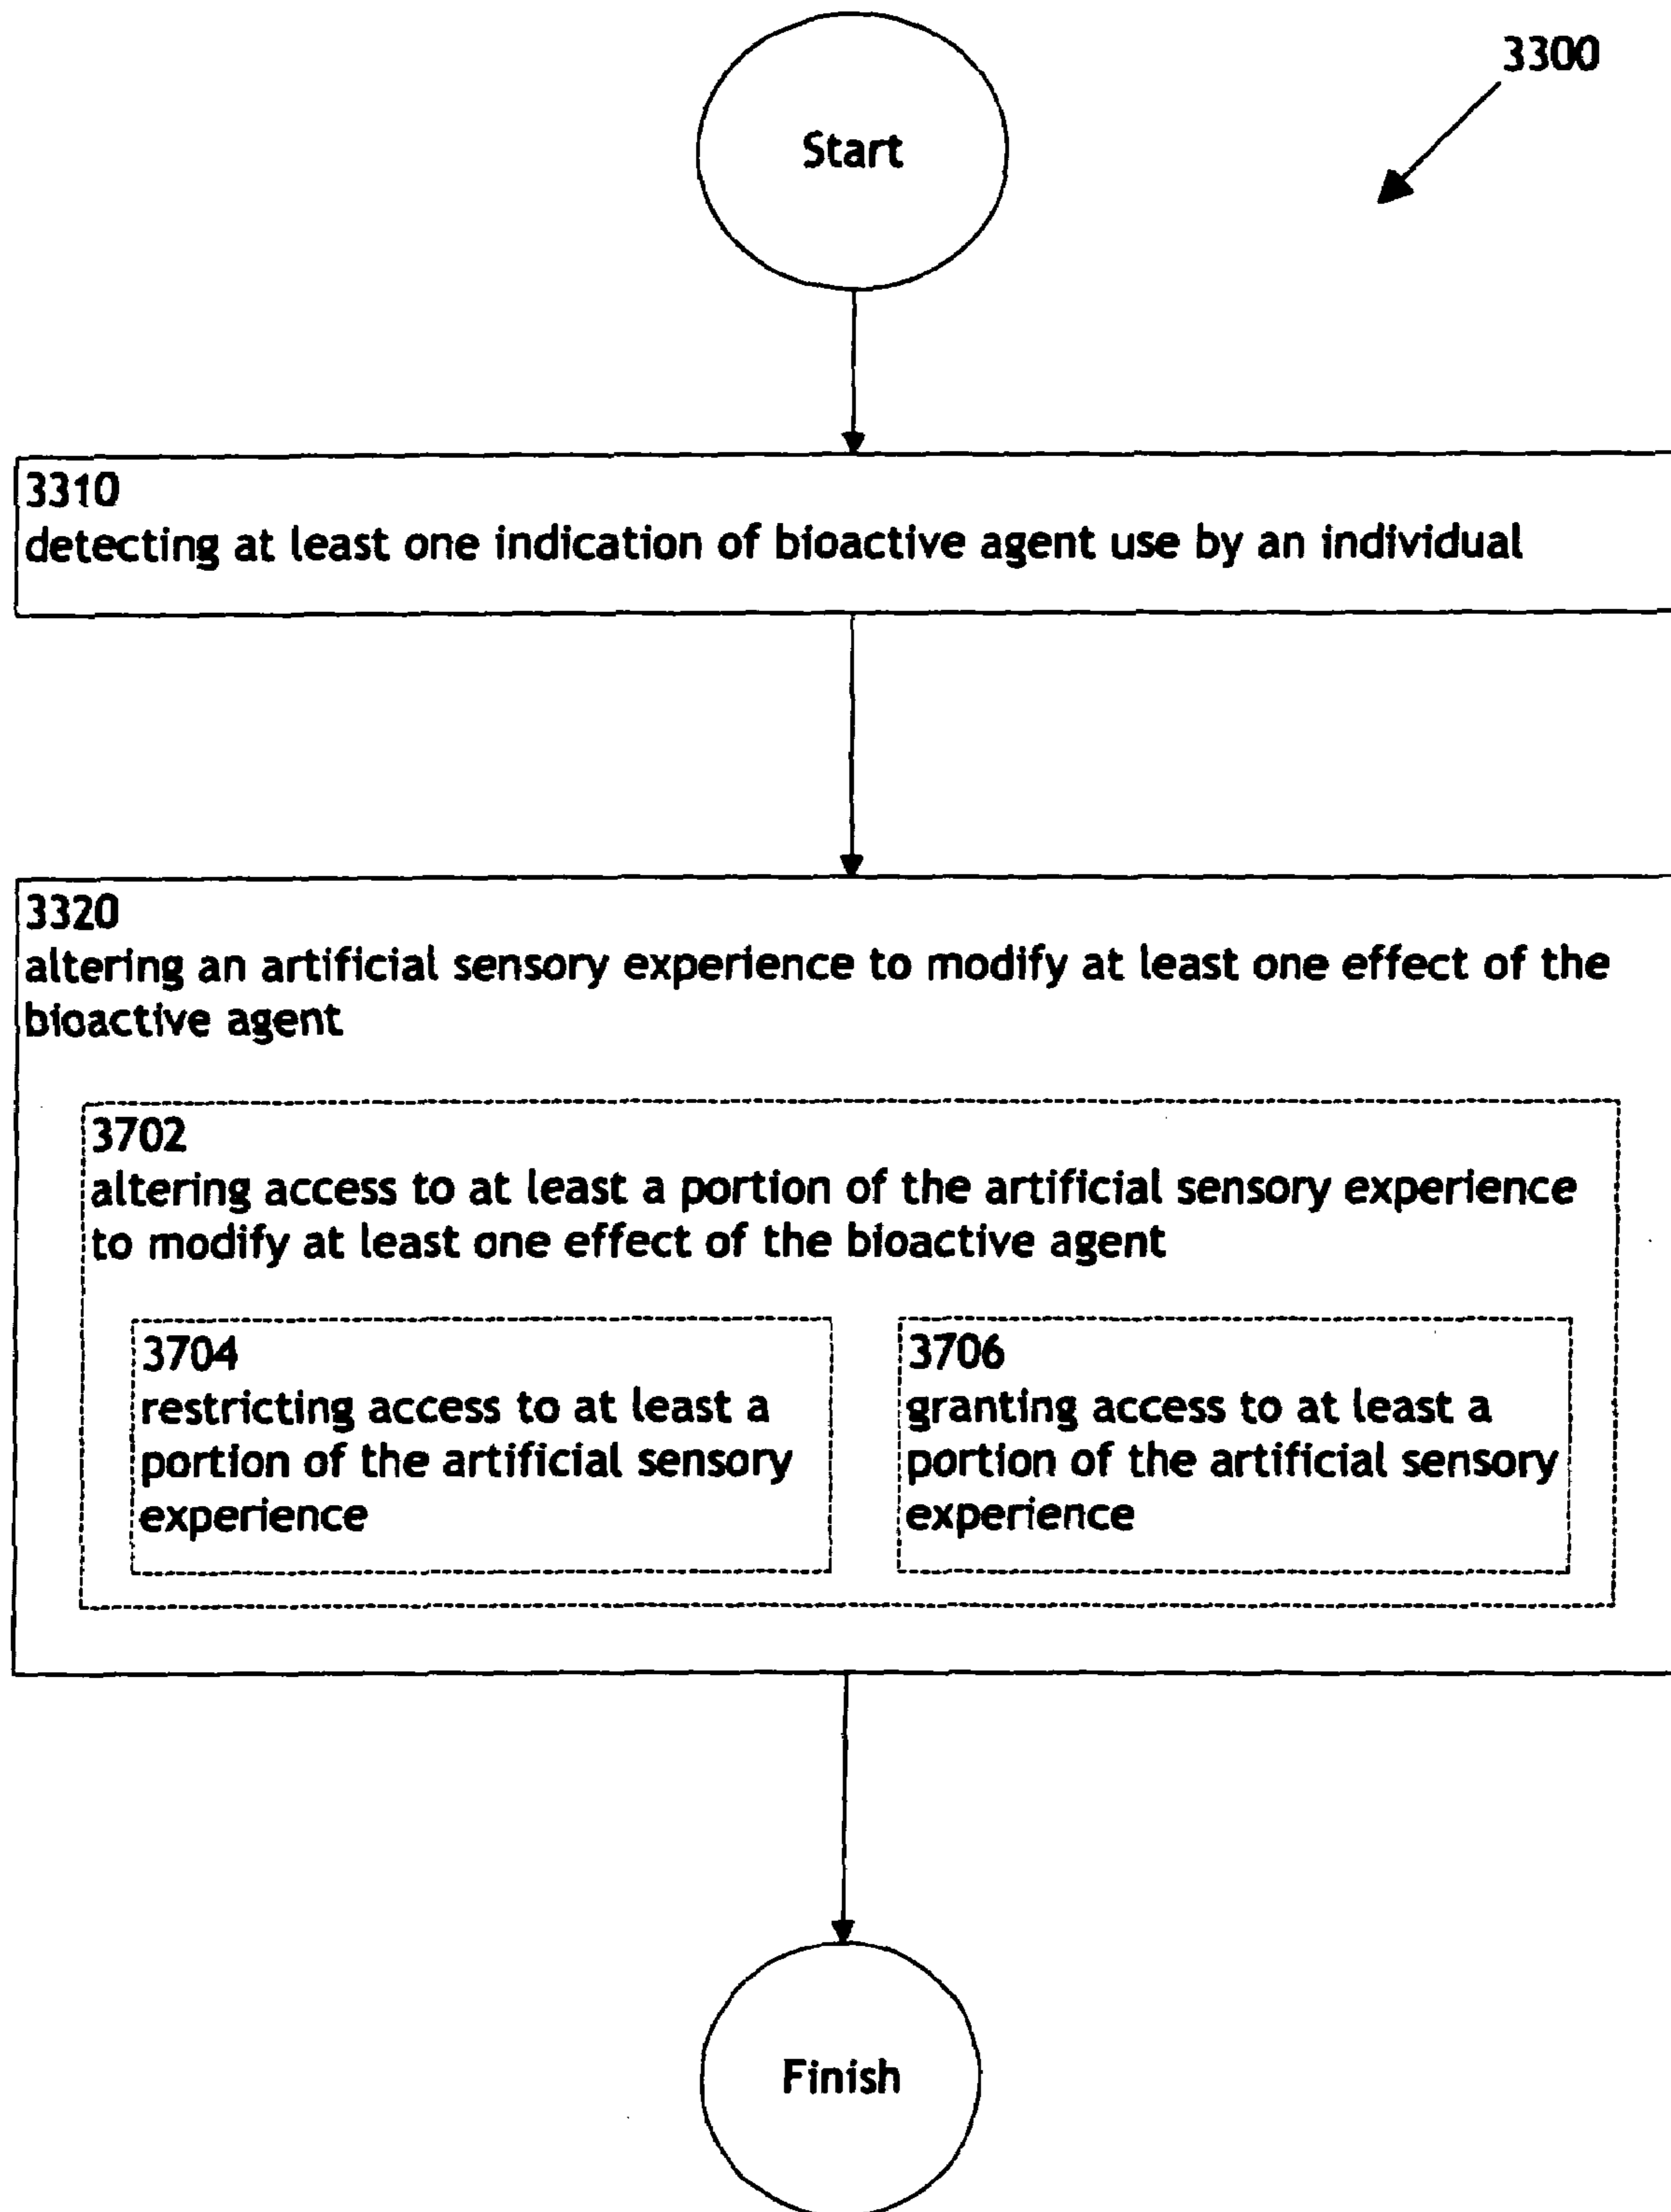 Start
3300
3310
detecting at least one indication of bioactive agent use by an individual
3320
altering an artificial sensory experience to modify at least one effect of the
bioactive agent
3702
altering access to at least a portion of the artificial sensory experience
to modify at least one effect of the bioactive agent
3704
restricting access to at least a
portion of the artificial sensory
experience
3706
granting access to at least a
portion of the artificial sensory
experience
Finish